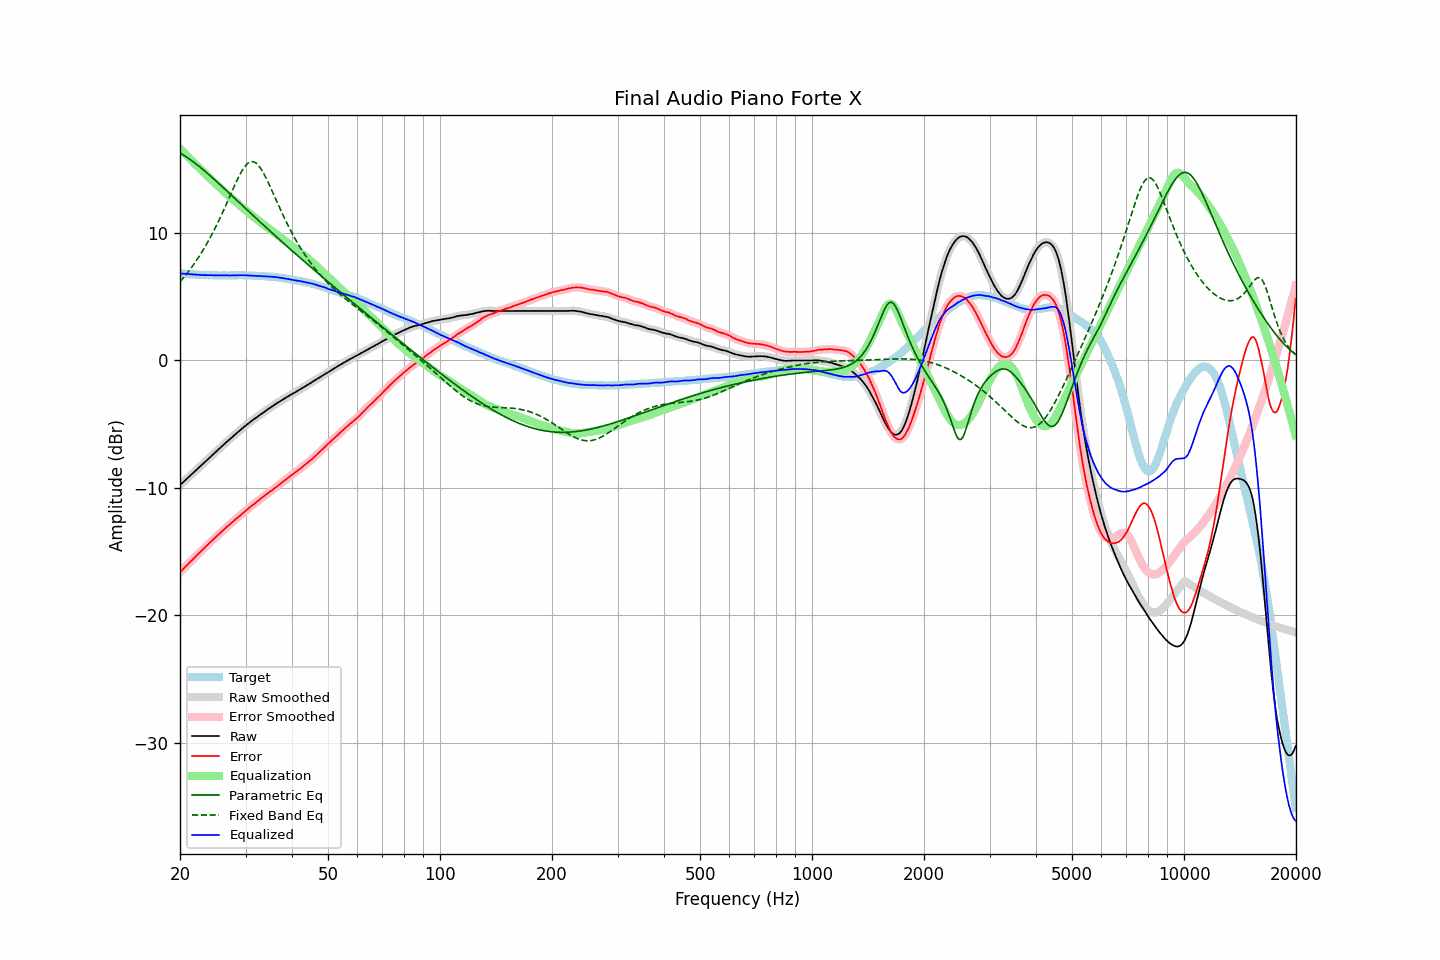 Final Audio Piano Forte X
Amplitude (dBr)
10
0
−10
−20
−30
Target
Raw Smoothed
Error Smoothed
Raw
Error
Equalization
Parametric Eq
Fixed Band Eq
Equalized
20 50 100 200 500 1000 2000 5000 10000 20000
Frequency (Hz)